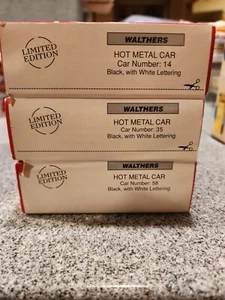 LIMITED
EDITION
WALTHERS
HOT METAL CAR
Car Number: 14
Black, with White Lettering
LIMITED
EDITION
WALTHERS
HOT METAL CAR
Car Number: 35
Black, with White Lettering
LIMITED
EDITION
WALTHERS
HOT METAL CAR
Car Number: 58
Black, with White Lettering